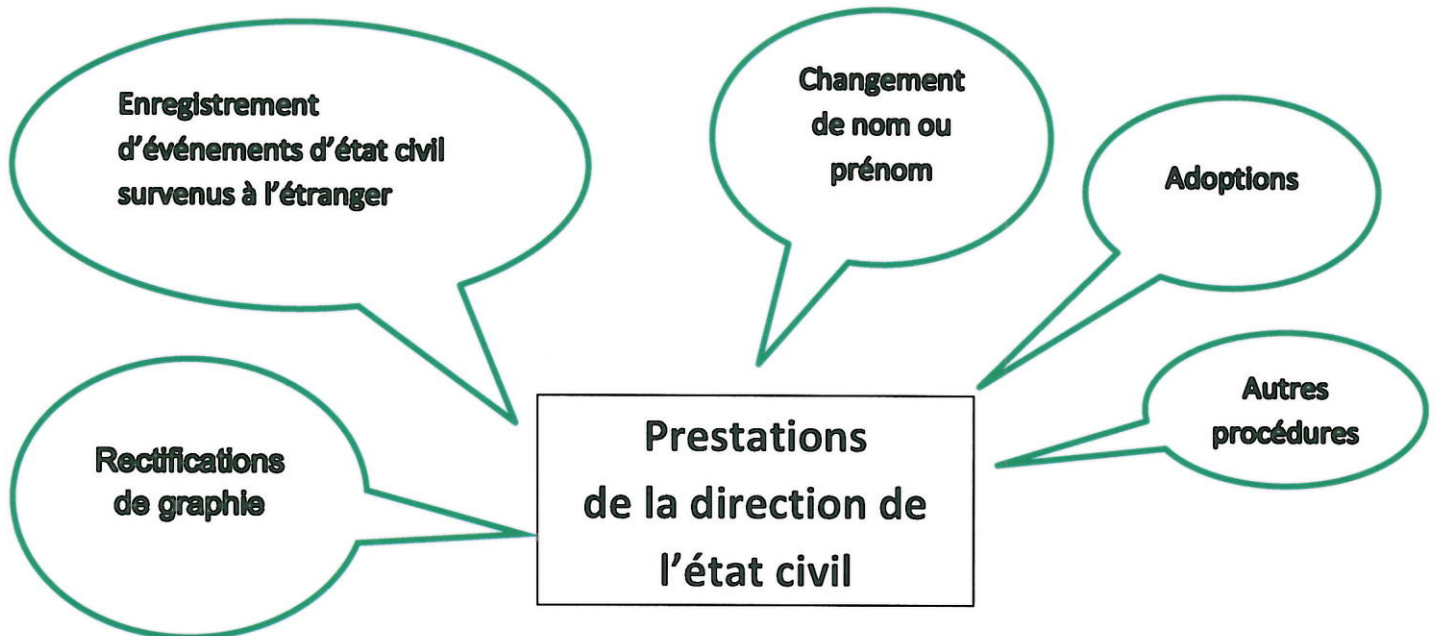 Enregistrement
d'événements d'état civil
survenus à l'étranger
Changement
de nom ou
prénom
Adoptions
Autres
procédures
Rectifications
de graphie
Prestations
de la direction de
l'état civil